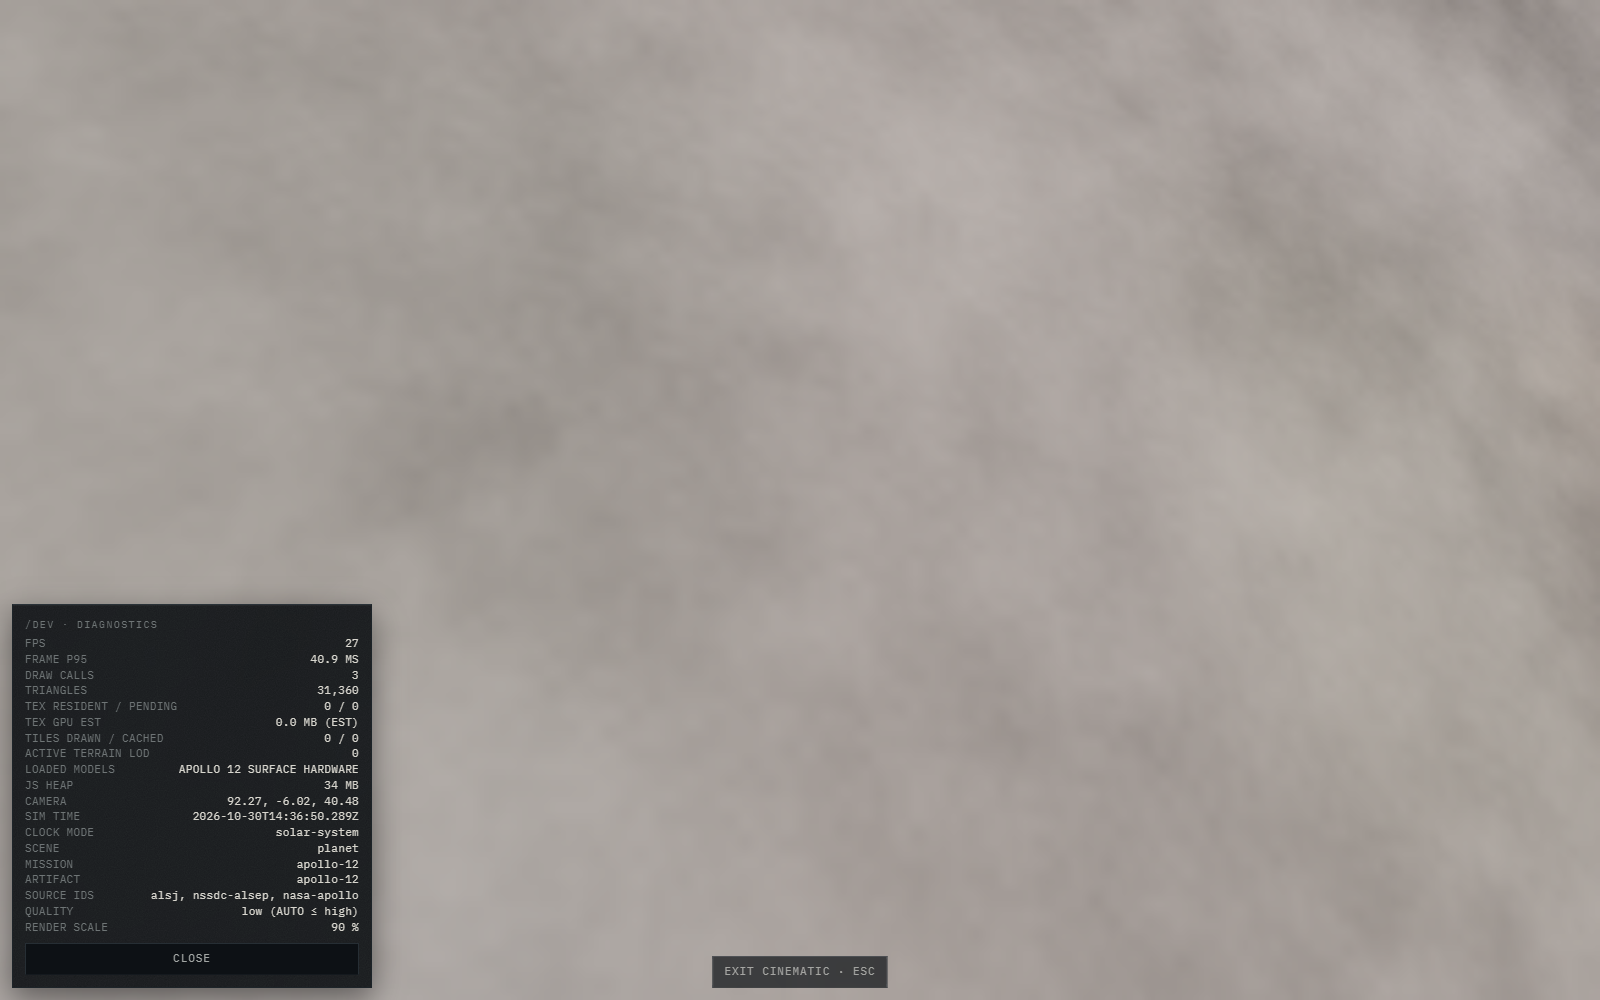 /DEV · DIAGNOSTICS
FPS 27
FRAME P95 40.9 MS
DRAW CALLS 3
TRIANGLES 31,360
TEX RESIDENT / PENDING 0 / 0
TEX GPU EST 0.0 MB (EST)
TILES DRAWN / CACHED 0 / 0
ACTIVE TERRAIN LOD 0
LOADED MODELS APOLLO 12 SURFACE HARDWARE
JS HEAP 34 MB
CAMERA 92.27, -6.02, 40.48
SIM TIME 2026-10-30T14:36:50.289Z
CLOCK MODE solar-system
SCENE planet
MISSION apollo-12
ARTIFACT apollo-12
SOURCE IDS alsj, nssdc-alsep, nasa-apollo
QUALITY low (AUTO ≤ high)
RENDER SCALE 90 %
CLOSE
EXIT CINEMATIC · ESC